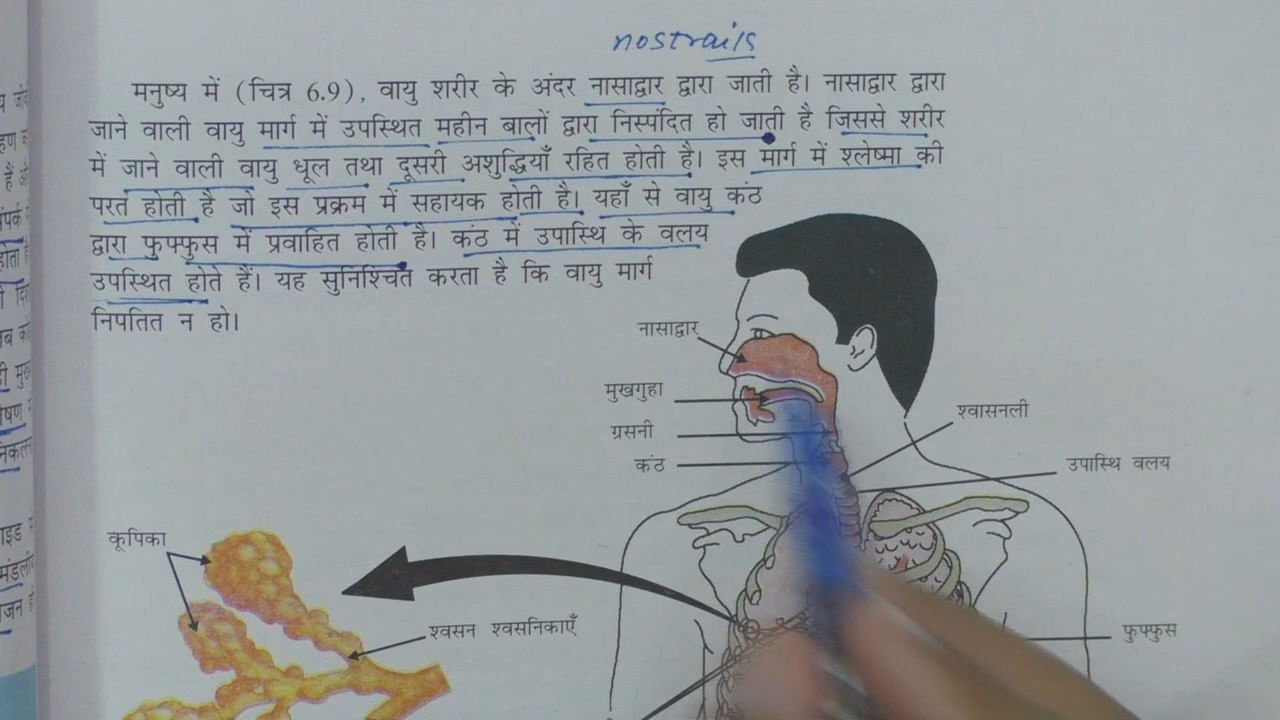 nostrails
मनुष्य में (चित्र 6.9), वायु शरीर के अंदर नासाद्वार द्वारा जाती है। नासाद्वार द्वारा
जाने वाली वायु मार्ग में उपस्थित महीन बालों द्वारा निस्पंदित हो जाती है जिससे शरीर
में जाने वाली वायु धूल तथा दूसरी अशुद्धियाँ रहित होती है। इस मार्ग में श्लेष्मा की
परत होती है जो इस प्रक्रम में सहायक होती है। यहाँ से वायु कंठ
द्वारा फुफ्फुस में प्रवाहित होती है। कंठ में उपास्थि के वलय
उपस्थित होते हैं। यह सुनिश्चित करता है कि वायु मार्ग
निपतित न हो।
नासाद्वार
मुखगुहा
ग्रसनी
कंठ
श्वासनली
उपास्थि वलय
कूपिका
श्वसन श्वसनिकाएँ
फुफ्फुस